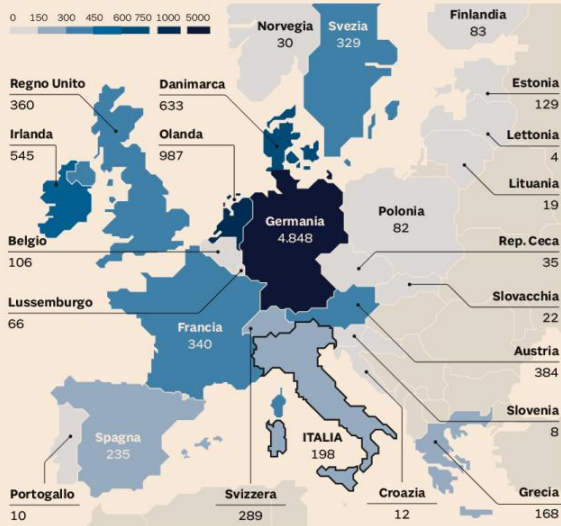 0 150 300 450 600 750 1000 5000
Norvegia
30
Svezia
329
Finlandia
83
Regno Unito
360
Danimarca
633
Estonia
129
Irlanda
545
Olanda
987
Lettonia
4
Lituania
19
Germania
4.848
Polonia
82
Belgio
106
Rep. Ceca
35
Lussemburgo
66
Slovacchia
22
Francia
340
Austria
384
Slovenia
8
Spagna
235
ITALIA
198
Portogallo
10
Svizzera
289
Croazia
12
Grecia
168